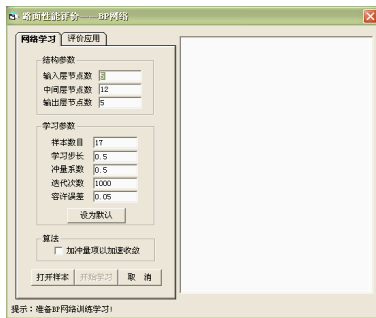 路面性能评价——BP网络
网络学习 评价应用
结构参数
输入层节点数 5
中间层节点数 12
输出层节点数 5
学习参数
样本数目 17
学习步长 0.5
冲量系数 0.5
迭代次数 1000
容许误差 0.05
设为默认
算法
加冲量项以加速收敛
打开样本 开始学习 取 消
提示：准备BP网络训练学习!